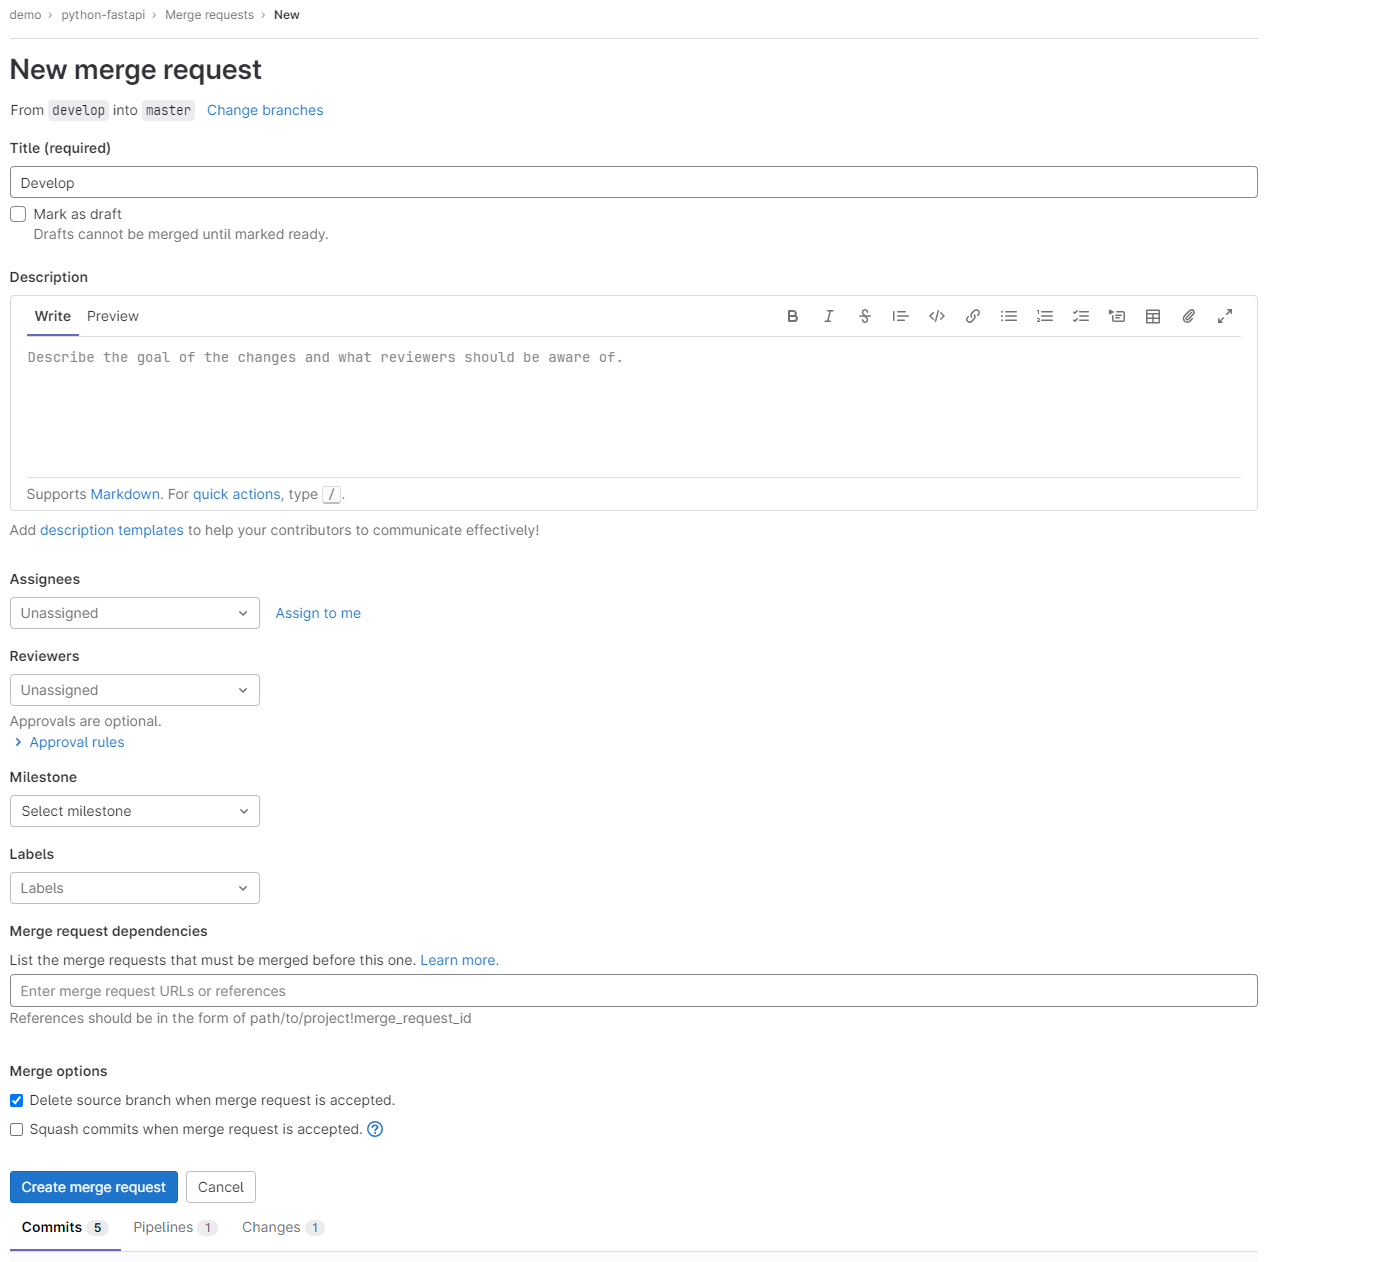 demo › python-fastapi › Merge requests › New
New merge request
From develop into master Change branches
Title (required)
Develop
Mark as draft
Drafts cannot be merged until marked ready.
Description
Write Preview
Describe the goal of the changes and what reviewers should be aware of.
Supports Markdown. For quick actions, type /.
Add description templates to help your contributors to communicate effectively!
Assignees
Unassigned Assign to me
Reviewers
Unassigned
Approvals are optional.
Approval rules
Milestone
Select milestone
Labels
Labels
Merge request dependencies
List the merge requests that must be merged before this one. Learn more.
Enter merge request URLs or references
References should be in the form of path/to/project!merge_request_id
Merge options
Delete source branch when merge request is accepted.
Squash commits when merge request is accepted.
Create merge request Cancel
Commits 5 Pipelines 1 Changes 1